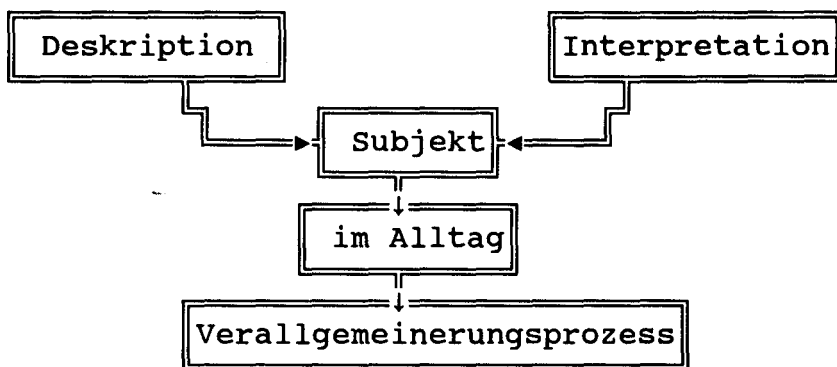 Deskription
Interpretation
Subjekt
im Alltag
Verallgemeinerungsprozess